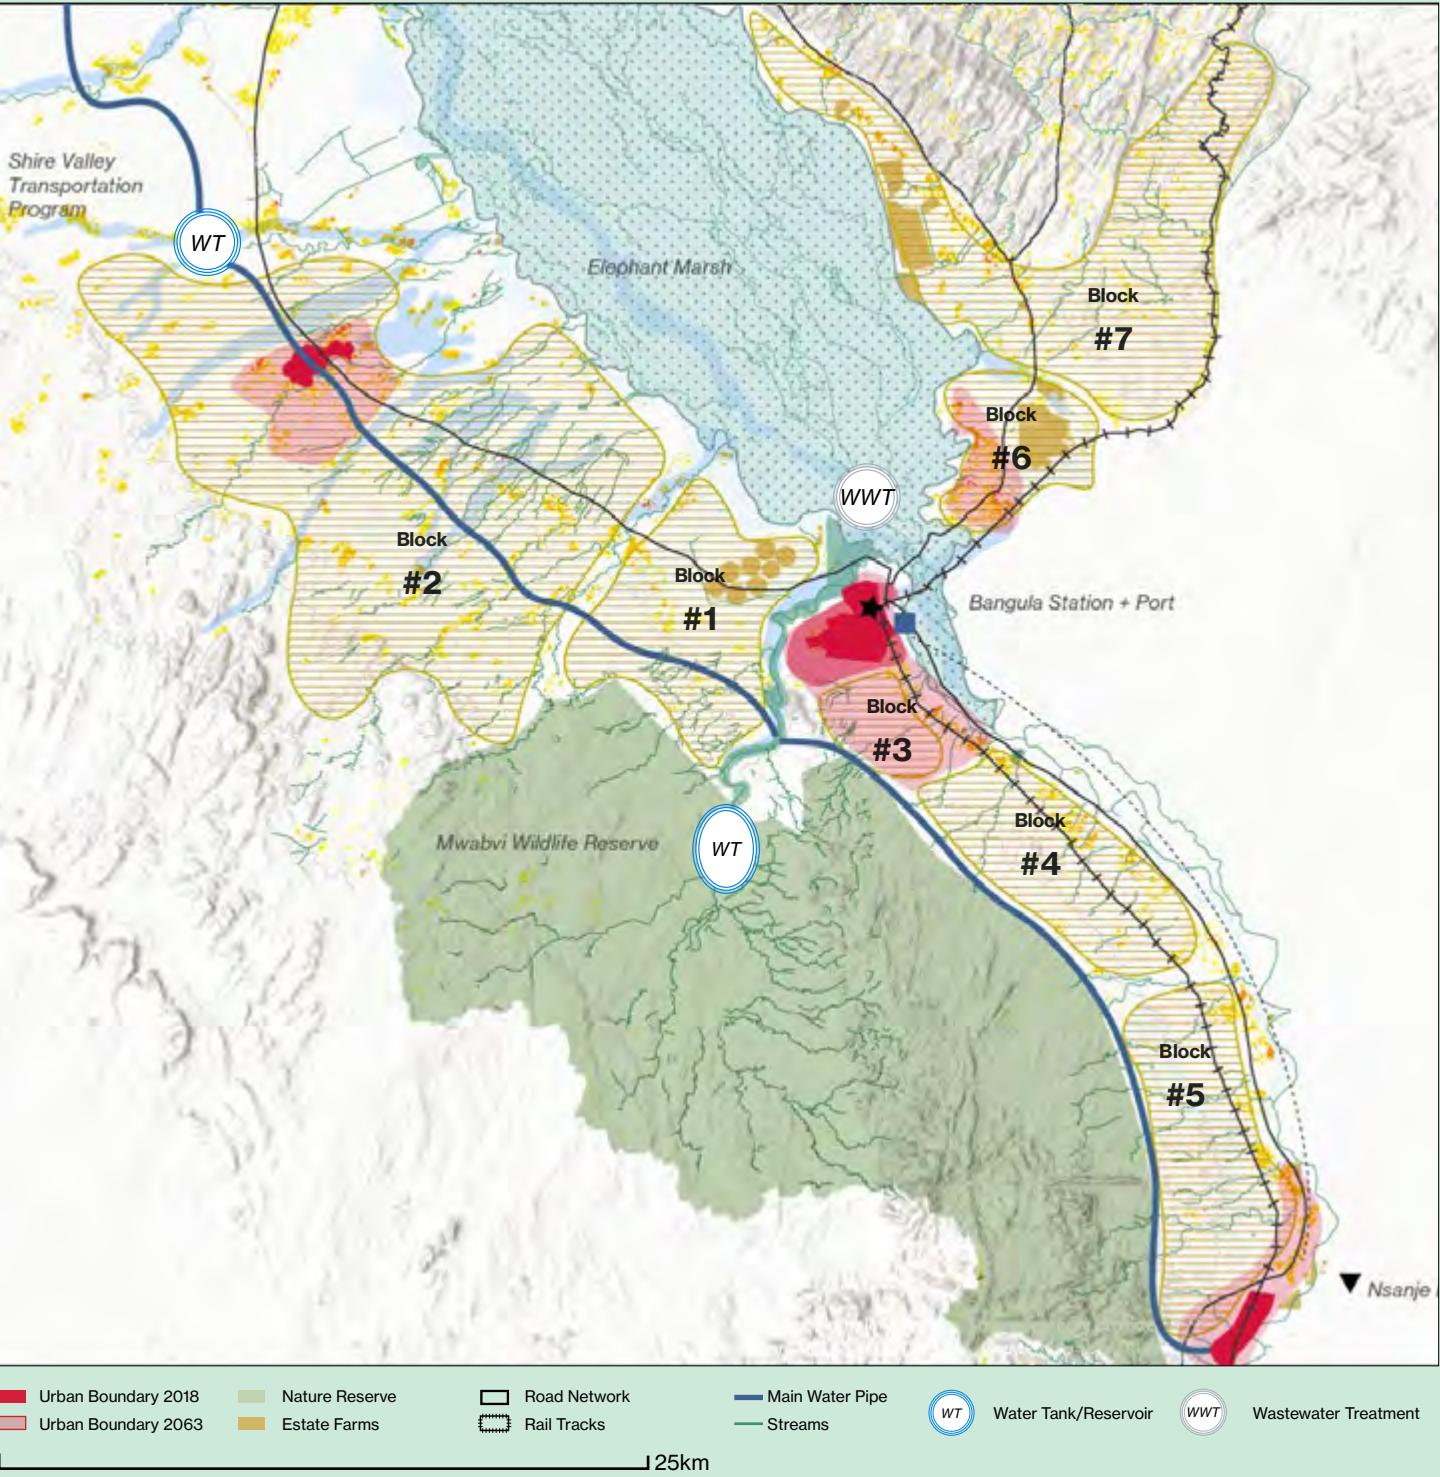 Shire Valley
Transportation
Program
WT
Elephant Marsh
Block
#7
Block
#6
WWT
Block
#2
Block
#1
Bangula Station + Port
Block
#3
Block
#4
Mwabvi Wildlife Reserve
WT
Block
#5
Nsanje
Urban Boundary 2018
Nature Reserve
Road Network
Main Water Pipe
WT
Water Tank/Reservoir
WWT
Wastewater Treatment
Urban Boundary 2063
Estate Farms
Rail Tracks
Streams
25km